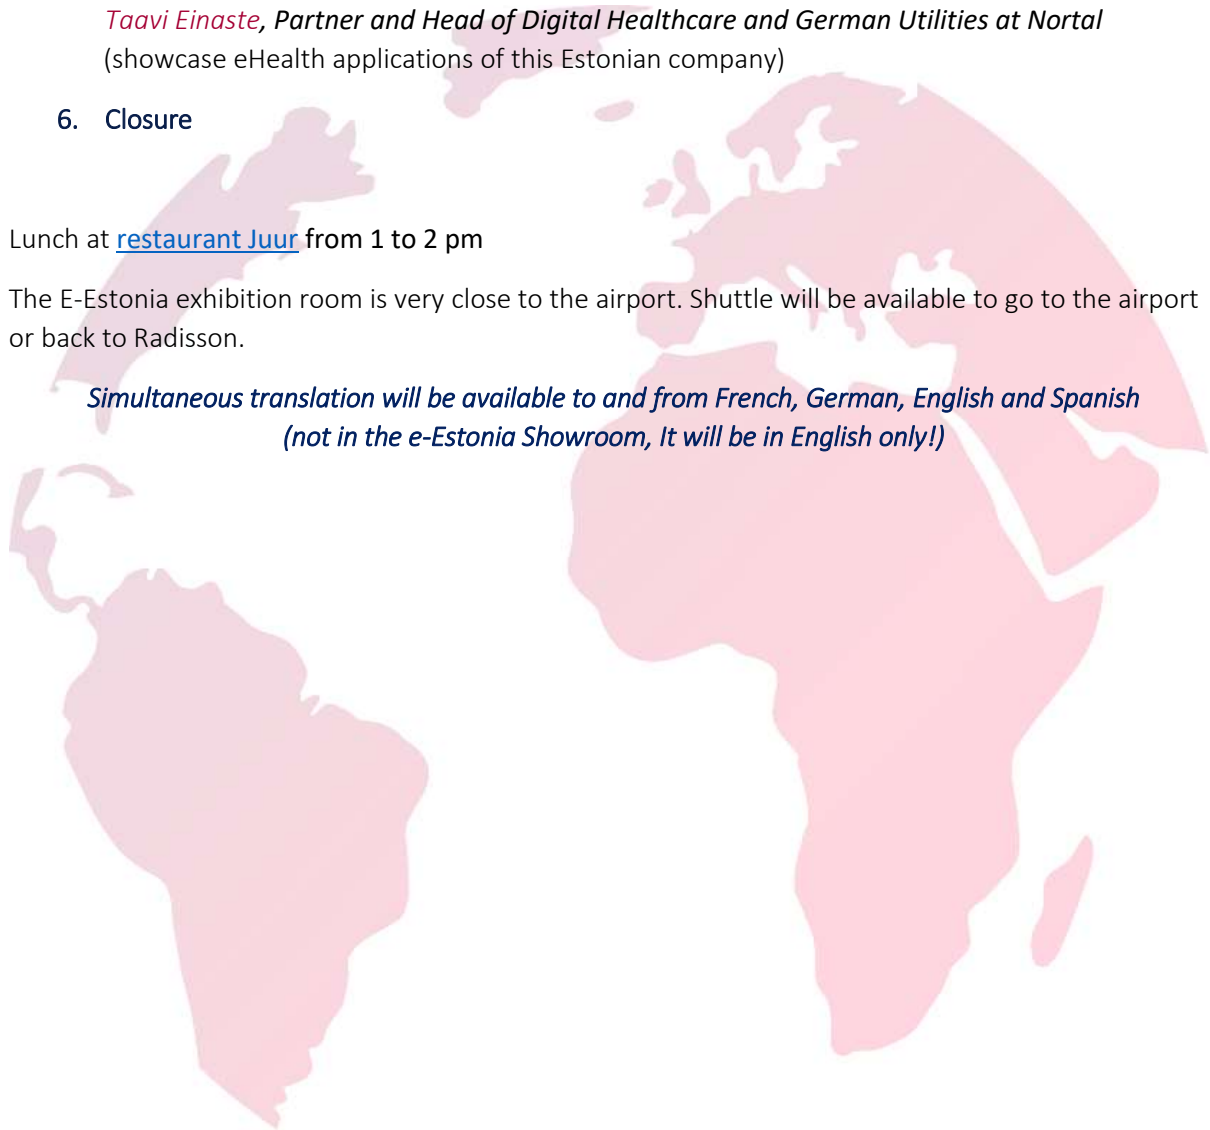 Taavi Einaste, Partner and Head of Digital Healthcare and German Utilities at Nortal
(showcase eHealth applications of this Estonian company)
6. Closure
Lunch at restaurant Juur from 1 to 2 pm
The E-Estonia exhibition room is very close to the airport. Shuttle will be available to go to the airport
or back to Radisson.
Simultaneous translation will be available to and from French, German, English and Spanish
(not in the e-Estonia Showroom, It will be in English only!)